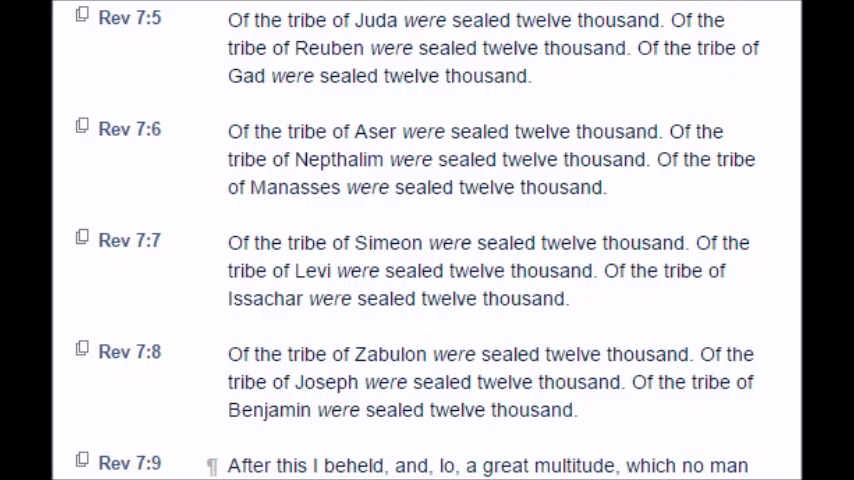 Rev 7:5 Of the tribe of Juda were sealed twelve thousand. Of the
tribe of Reuben were sealed twelve thousand. Of the tribe of
Gad were sealed twelve thousand.
Rev 7:6 Of the tribe of Aser were sealed twelve thousand. Of the
tribe of Nepthalim were sealed twelve thousand. Of the tribe
of Manasses were sealed twelve thousand.
Rev 7:7 Of the tribe of Simeon were sealed twelve thousand. Of the
tribe of Levi were sealed twelve thousand. Of the tribe of
Issachar were sealed twelve thousand.
Rev 7:8 Of the tribe of Zabulon were sealed twelve thousand. Of the
tribe of Joseph were sealed twelve thousand. Of the tribe of
Benjamin were sealed twelve thousand.
Rev 7:9 ¶ After this I beheld, and, lo, a great multitude, which no man